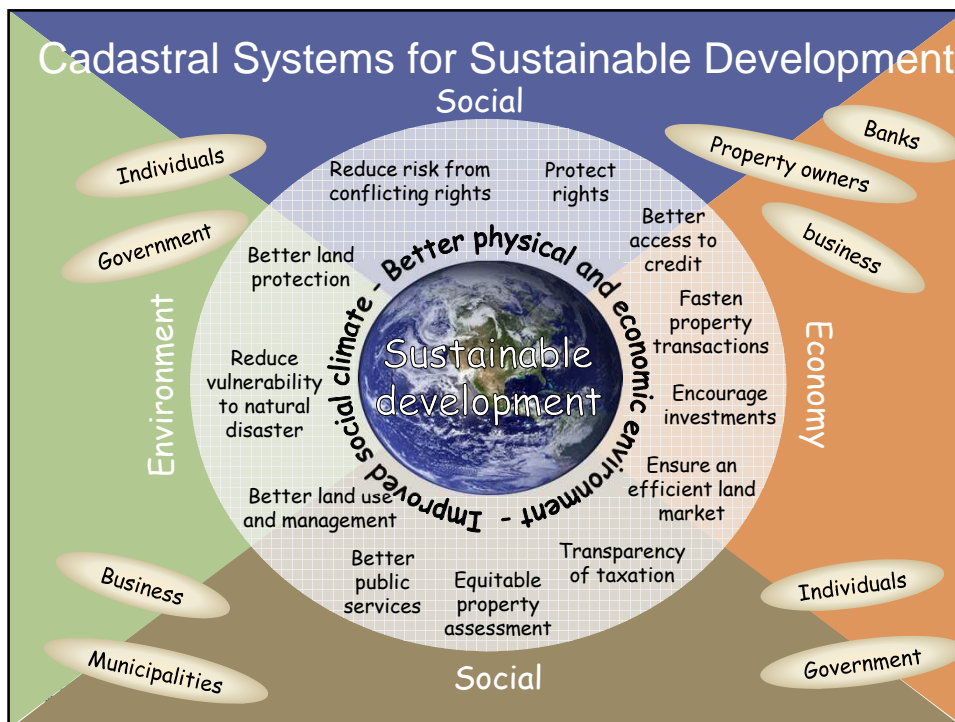 Cadastral Systems for Sustainable Development
Social
Individuals
Government
Banks
Property owners
business
Reduce risk from
conflicting rights
Protect
rights
Better land
protection
Better
access to
credit
Improved social climate - Better physical and economic environment -
Fasten
property
transactions
Environment
Economy
Sustainable
development
Reduce
vulnerability
to natural
disaster
Encourage
investments
Better land use
and management
Ensure an
efficient land
market
Better
public
services
Equitable
property
assessment
Transparency
of taxation
Business
Municipalities
Individuals
Government
Social